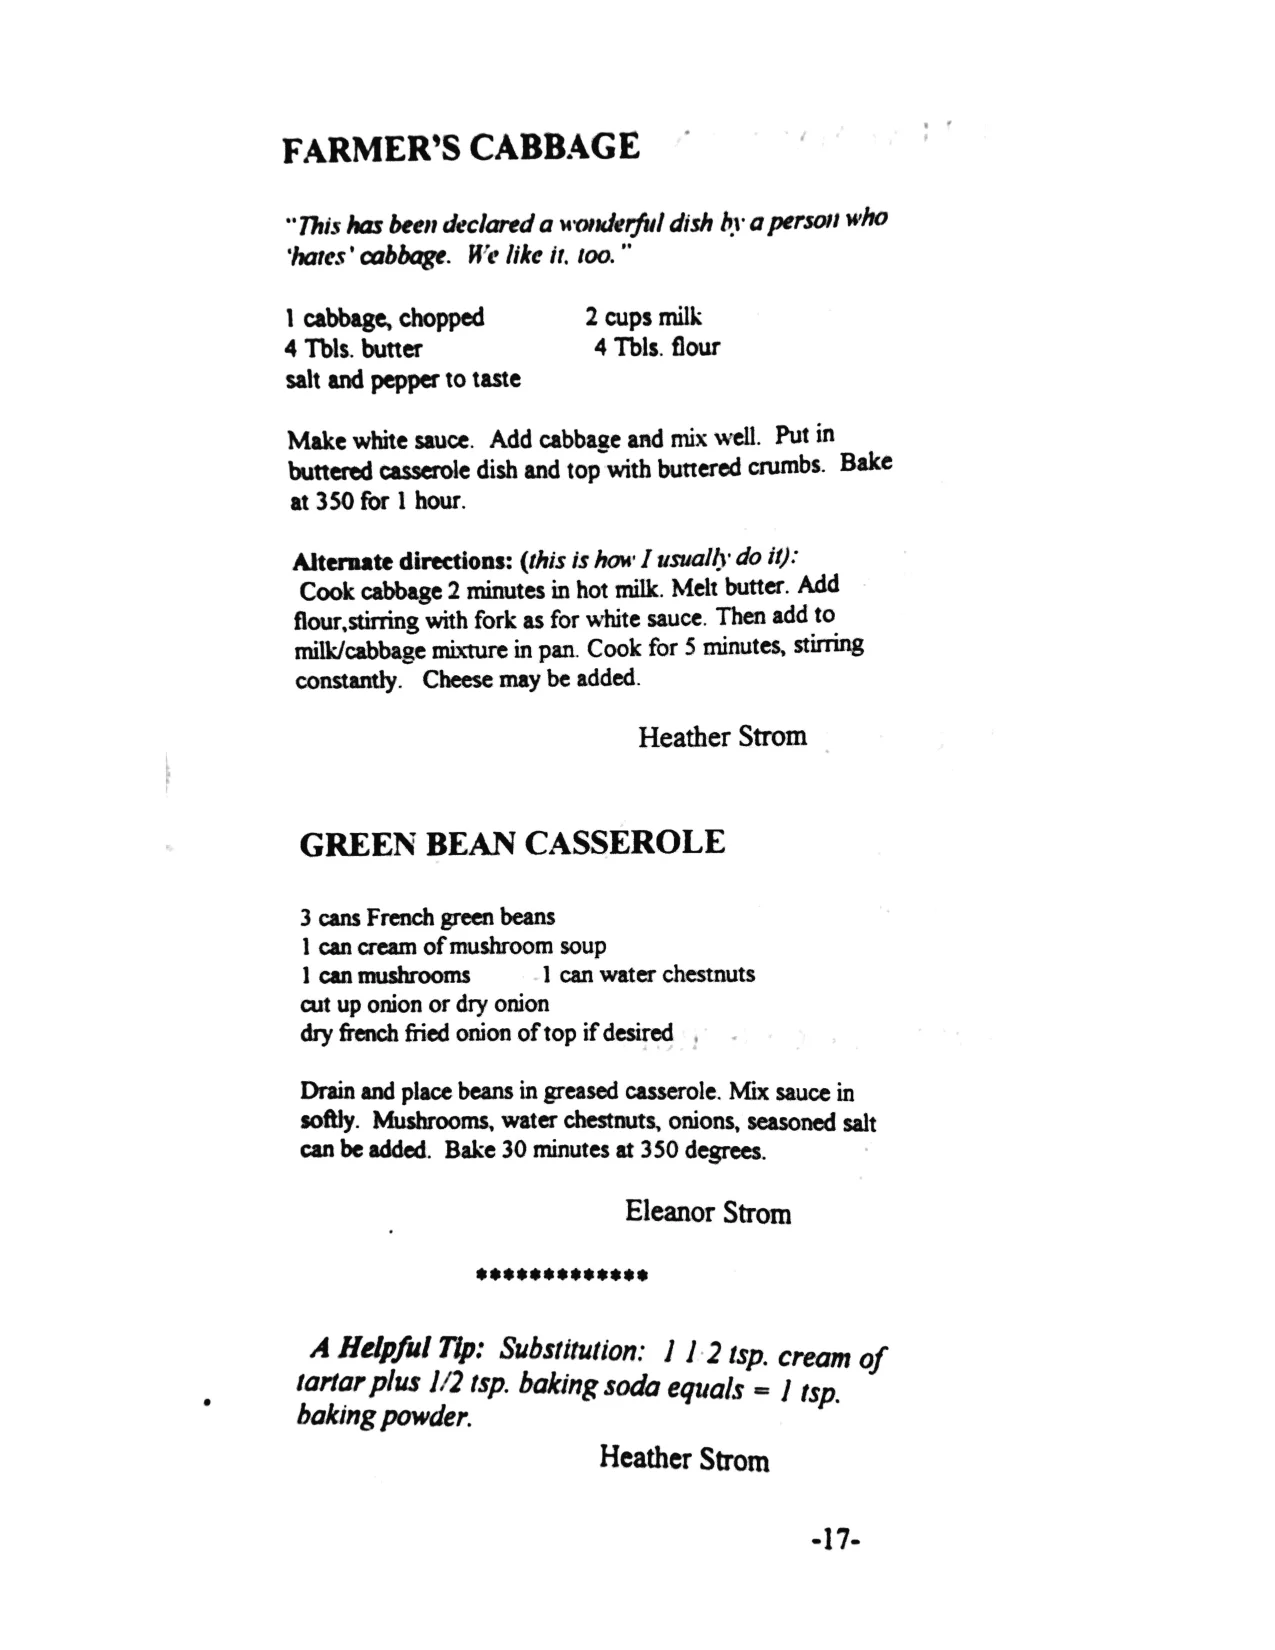 FARMER'S CABBAGE
"This has been declared a wonderful dish by a person who
'hates' cabbage. We like it, too."
1 cabbage, chopped 2 cups milk
4 Tbls. butter 4 Tbls. flour
salt and pepper to taste
Make white sauce. Add cabbage and mix well. Put in
buttered casserole dish and top with buttered crumbs. Bake
at 350 for 1 hour.
Alternate directions: (this is how I usually do it):
Cook cabbage 2 minutes in hot milk. Melt butter. Add
flour,stirring with fork as for white sauce. Then add to
milk/cabbage mixture in pan. Cook for 5 minutes, stirring
constantly. Cheese may be added.
Heather Strom
GREEN BEAN CASSEROLE
3 cans French green beans
1 can cream of mushroom soup
1 can mushrooms 1 can water chestnuts
cut up onion or dry onion
dry french fried onion of top if desired
Drain and place beans in greased casserole. Mix sauce in
softly. Mushrooms, water chestnuts, onions, seasoned salt
can be added. Bake 30 minutes at 350 degrees.
Eleanor Strom
*************
A Helpful Tip: Substitution: 1 1/2 tsp. cream of
tartar plus 1/2 tsp. baking soda equals = 1 tsp.
baking powder.
Heather Strom
-17-